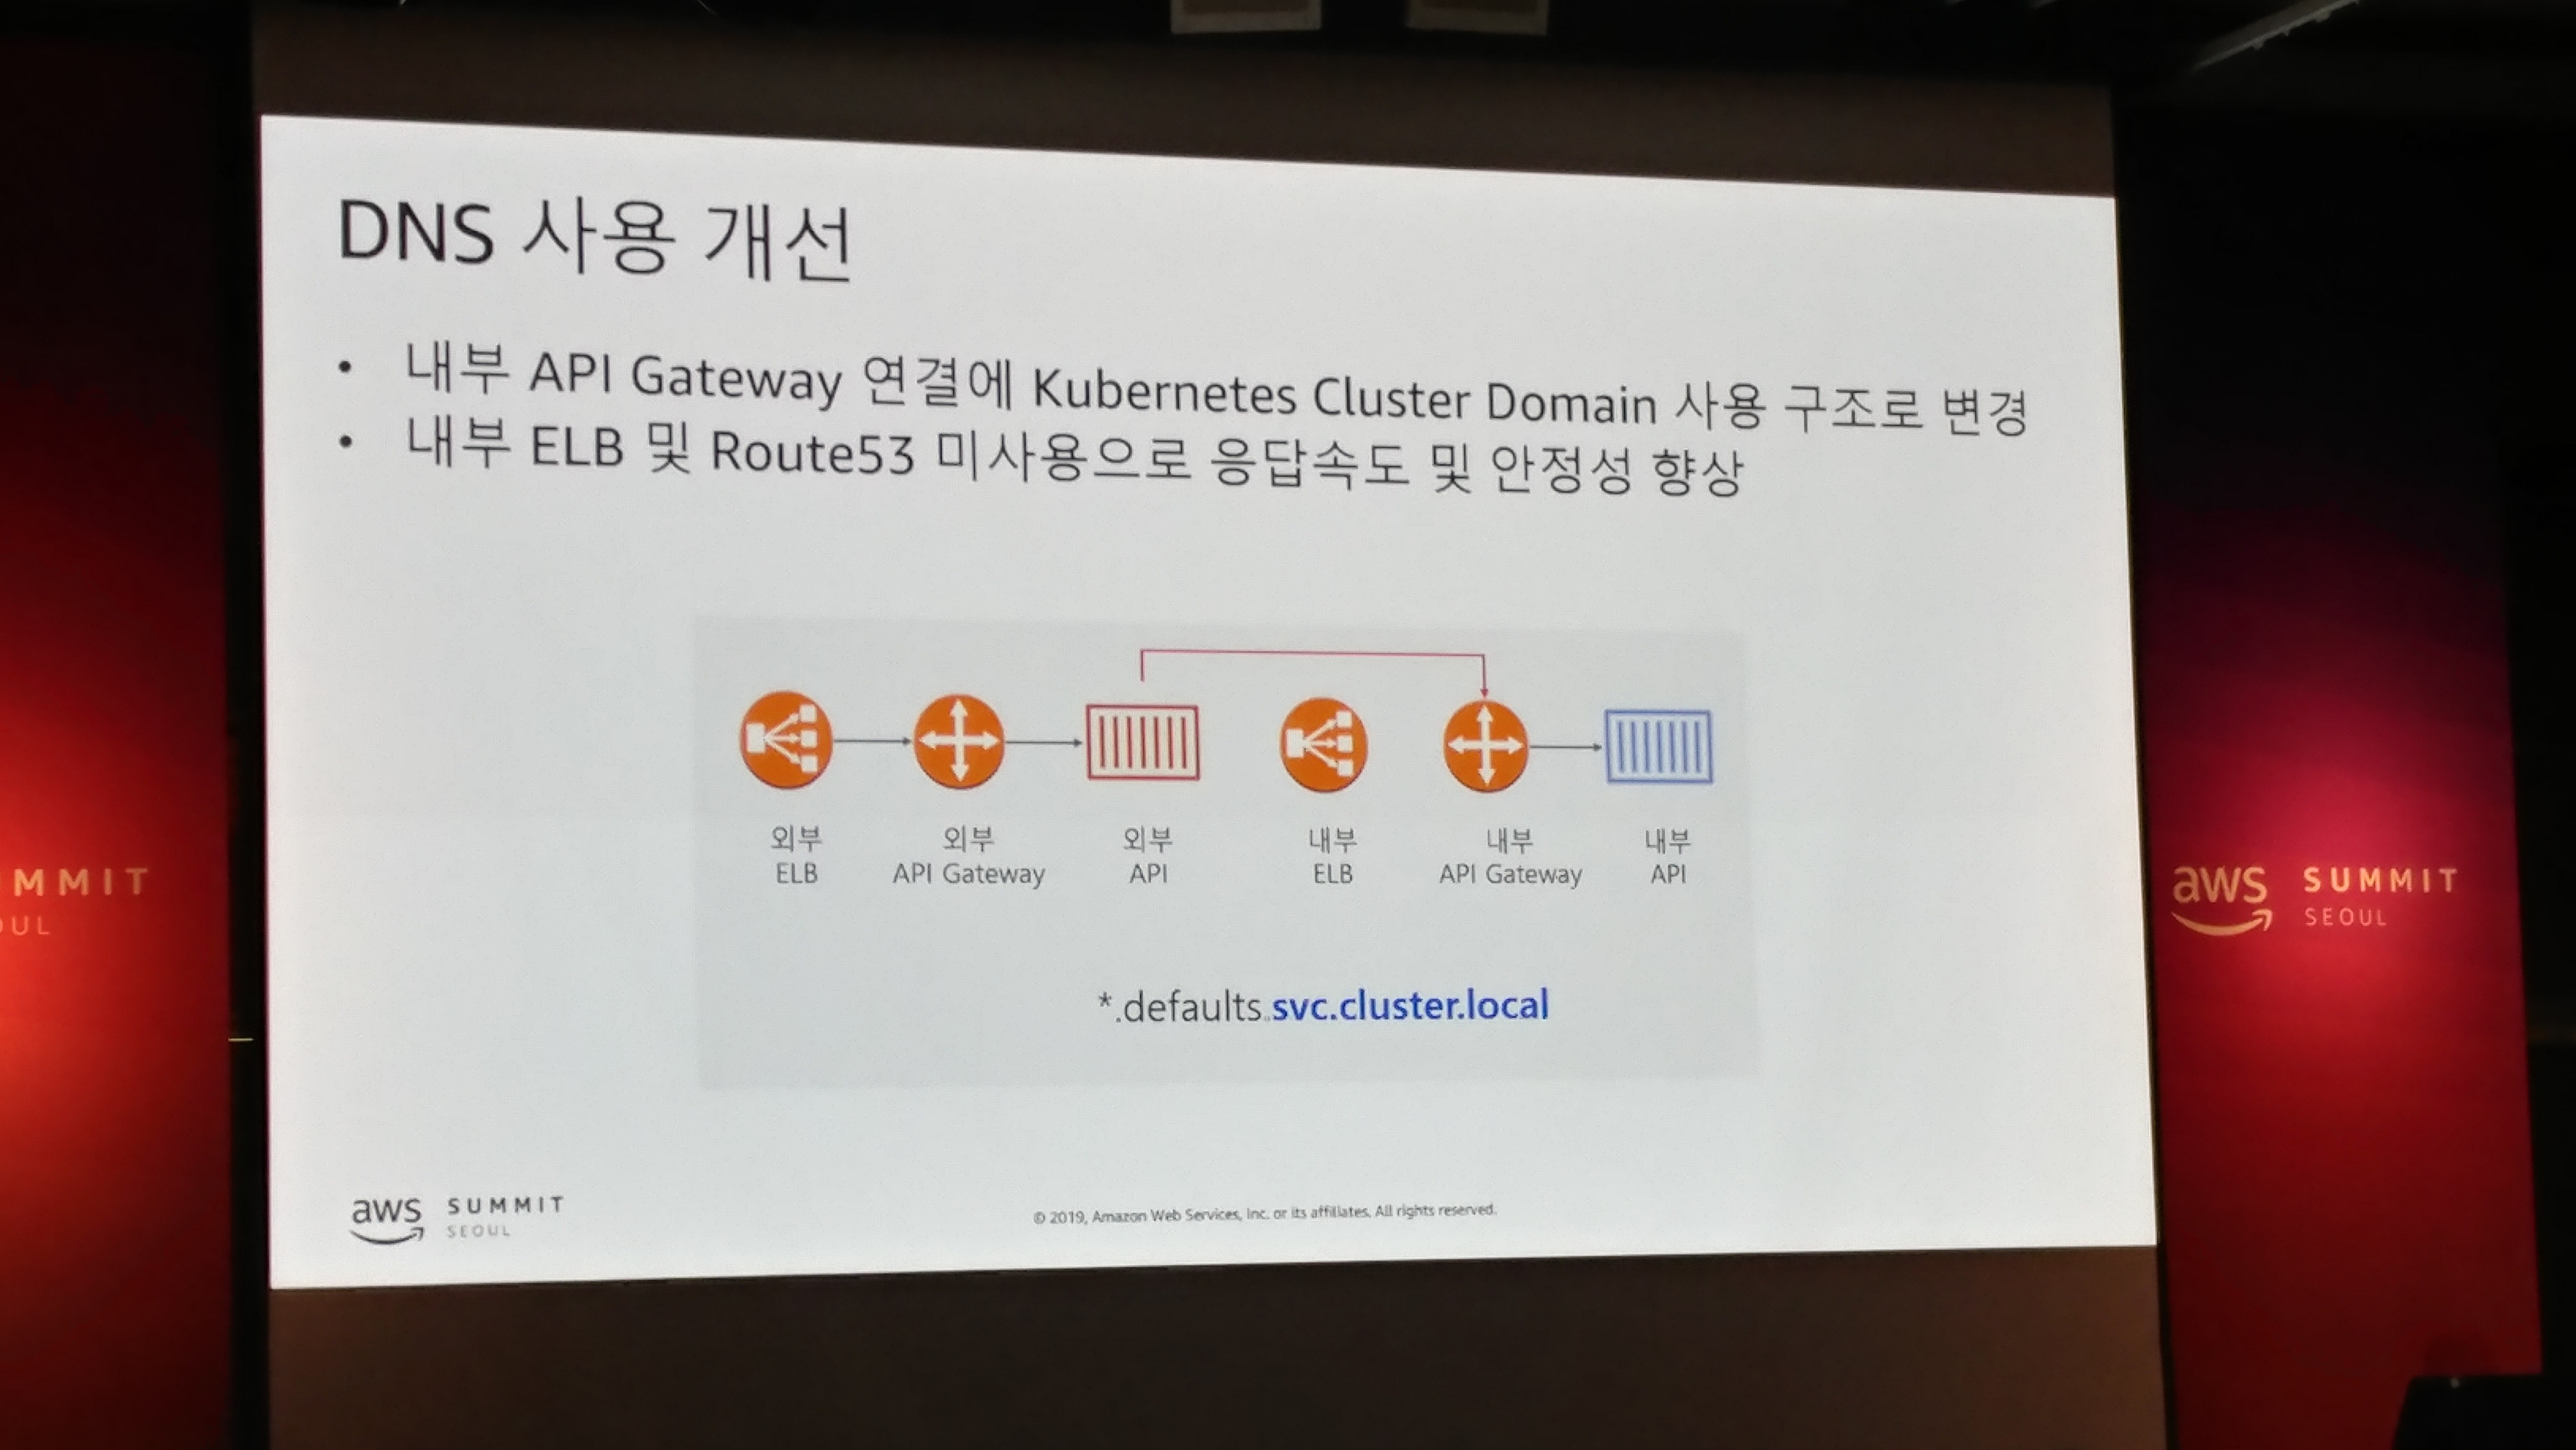 DNS 사용 개선
• 내부 API Gateway 연결에 Kubernetes Cluster Domain 사용 구조로 변경
• 내부 ELB 및 Route53 미사용으로 응답속도 및 안정성 향상
외부
ELB
외부
API Gateway
외부
API
내부
ELB
내부
API Gateway
내부
API
*.defaults.svc.cluster.local
aws SUMMIT
SEOUL
© 2019, Amazon Web Services, Inc. or its affiliates. All rights reserved.
MMIT
OUL
aws SUMMIT
SEOUL